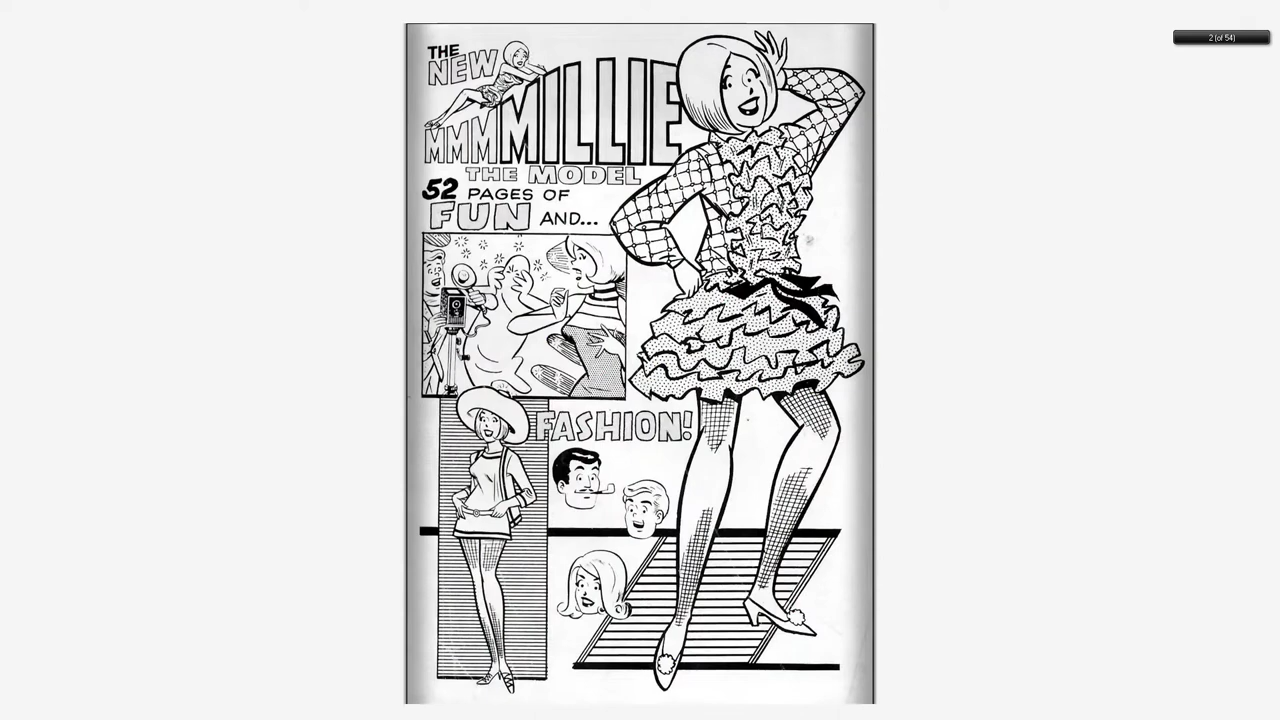 THE
NEW
MMMMILLIE
THE MODEL
52 PAGES OF
FUN AND...
FASHION!
2 (of 54)